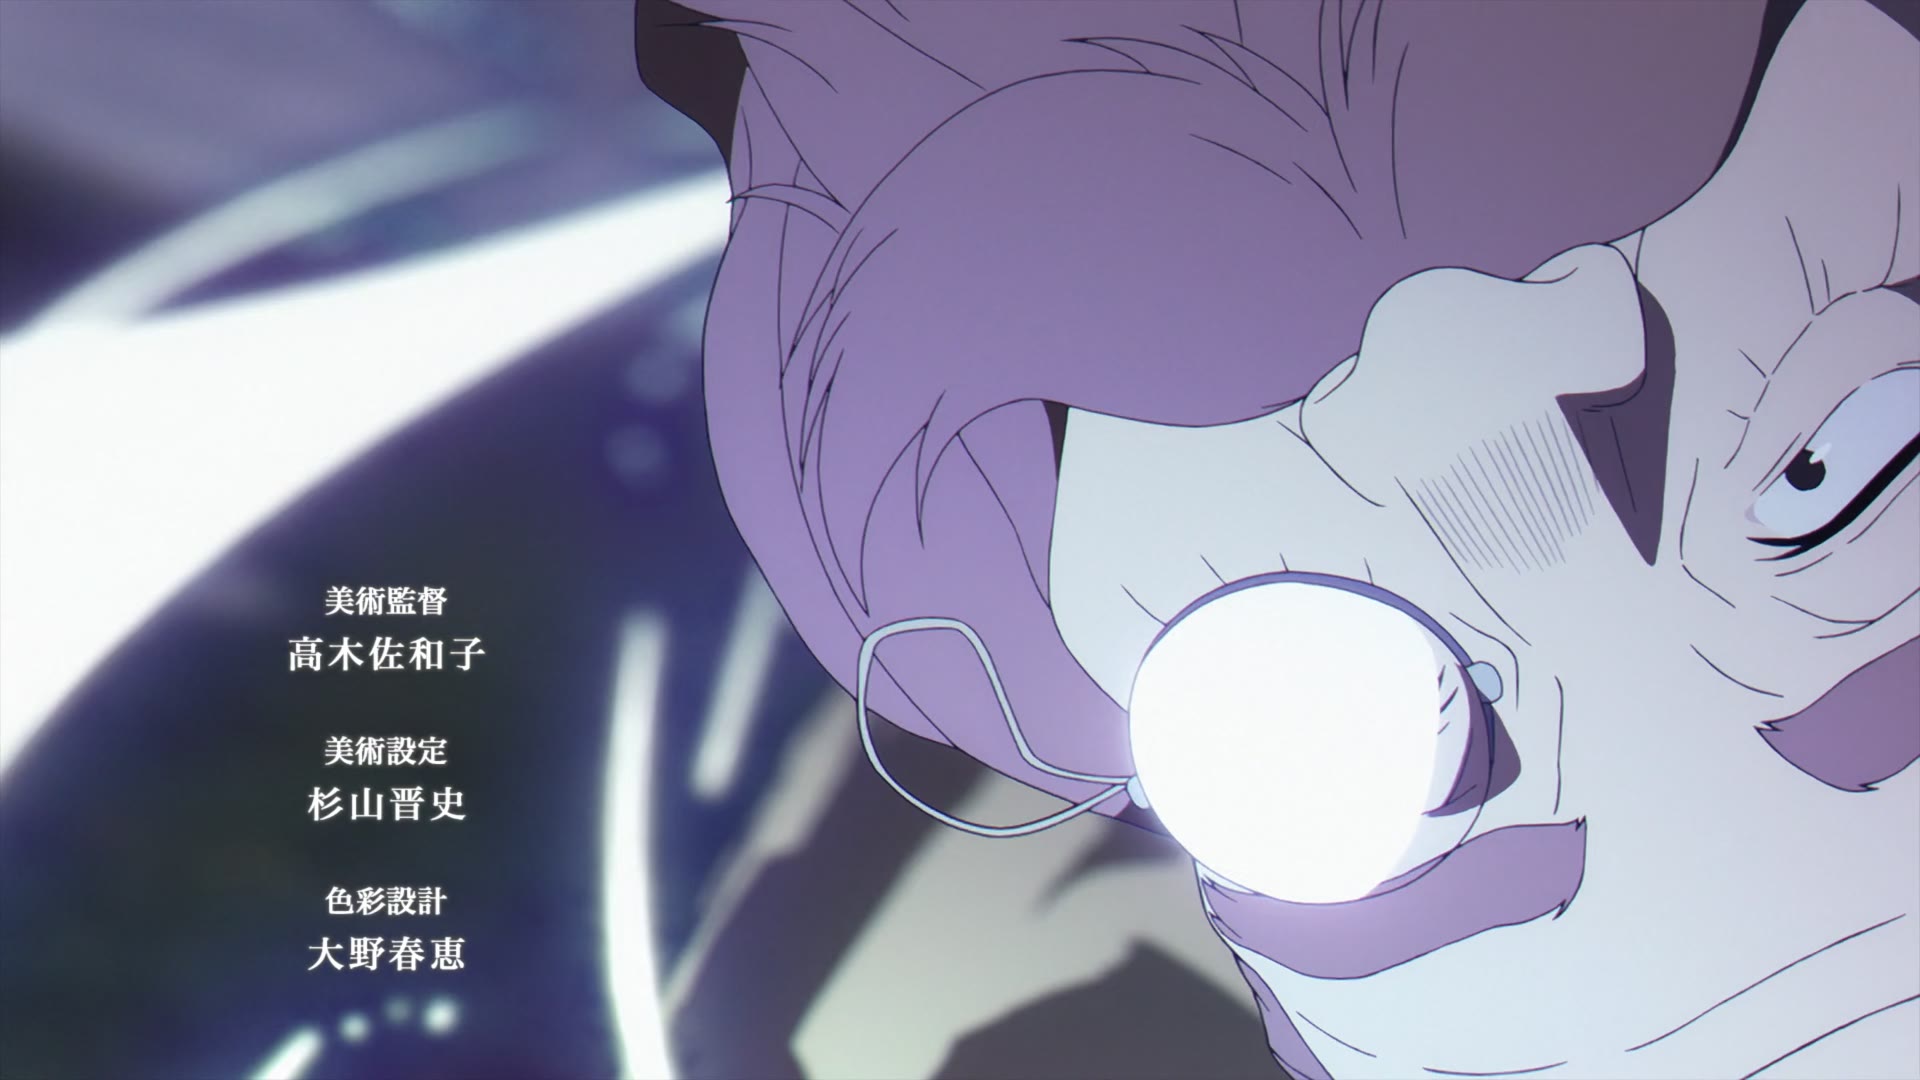 美術監督
高木佐和子
美術設定
杉山晋史
色彩設計
大野春恵